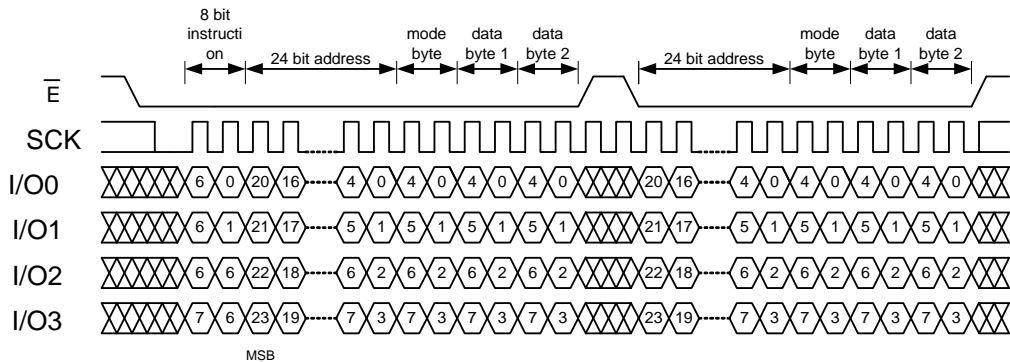 8 bit
instructi
on
24 bit address
mode
byte
data
byte 1
data
byte 2
24 bit address
mode
byte
data
byte 1
data
byte 2
E
SCK
I/O0 6 0 20 16 4 0 4 0 4 0 4 0 20 16 4 0 4 0 4 0 4 0
I/O1 6 1 21 17 5 1 5 1 5 1 5 1 21 17 5 1 5 1 5 1 5 1
I/O2 6 6 22 18 6 2 6 2 6 2 6 2 22 18 6 2 6 2 6 2 6 2
I/O3 7 6 23 19 7 3 7 3 7 3 7 3 23 19 7 3 7 3 7 3 7 3
MSB